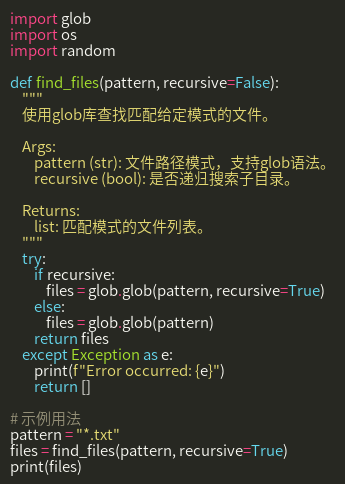 import glob
import os
import random

def find_files(pattern, recursive=False):
    """
    使用glob库查找匹配给定模式的文件。

    Args:
        pattern (str): 文件路径模式，支持glob语法。
        recursive (bool): 是否递归搜索子目录。

    Returns:
        list: 匹配模式的文件列表。
    """
    try:
        if recursive:
            files = glob.glob(pattern, recursive=True)
        else:
            files = glob.glob(pattern)
        return files
    except Exception as e:
        print(f"Error occurred: {e}")
        return []

# 示例用法
pattern = "*.txt"
files = find_files(pattern, recursive=True)
print(files)